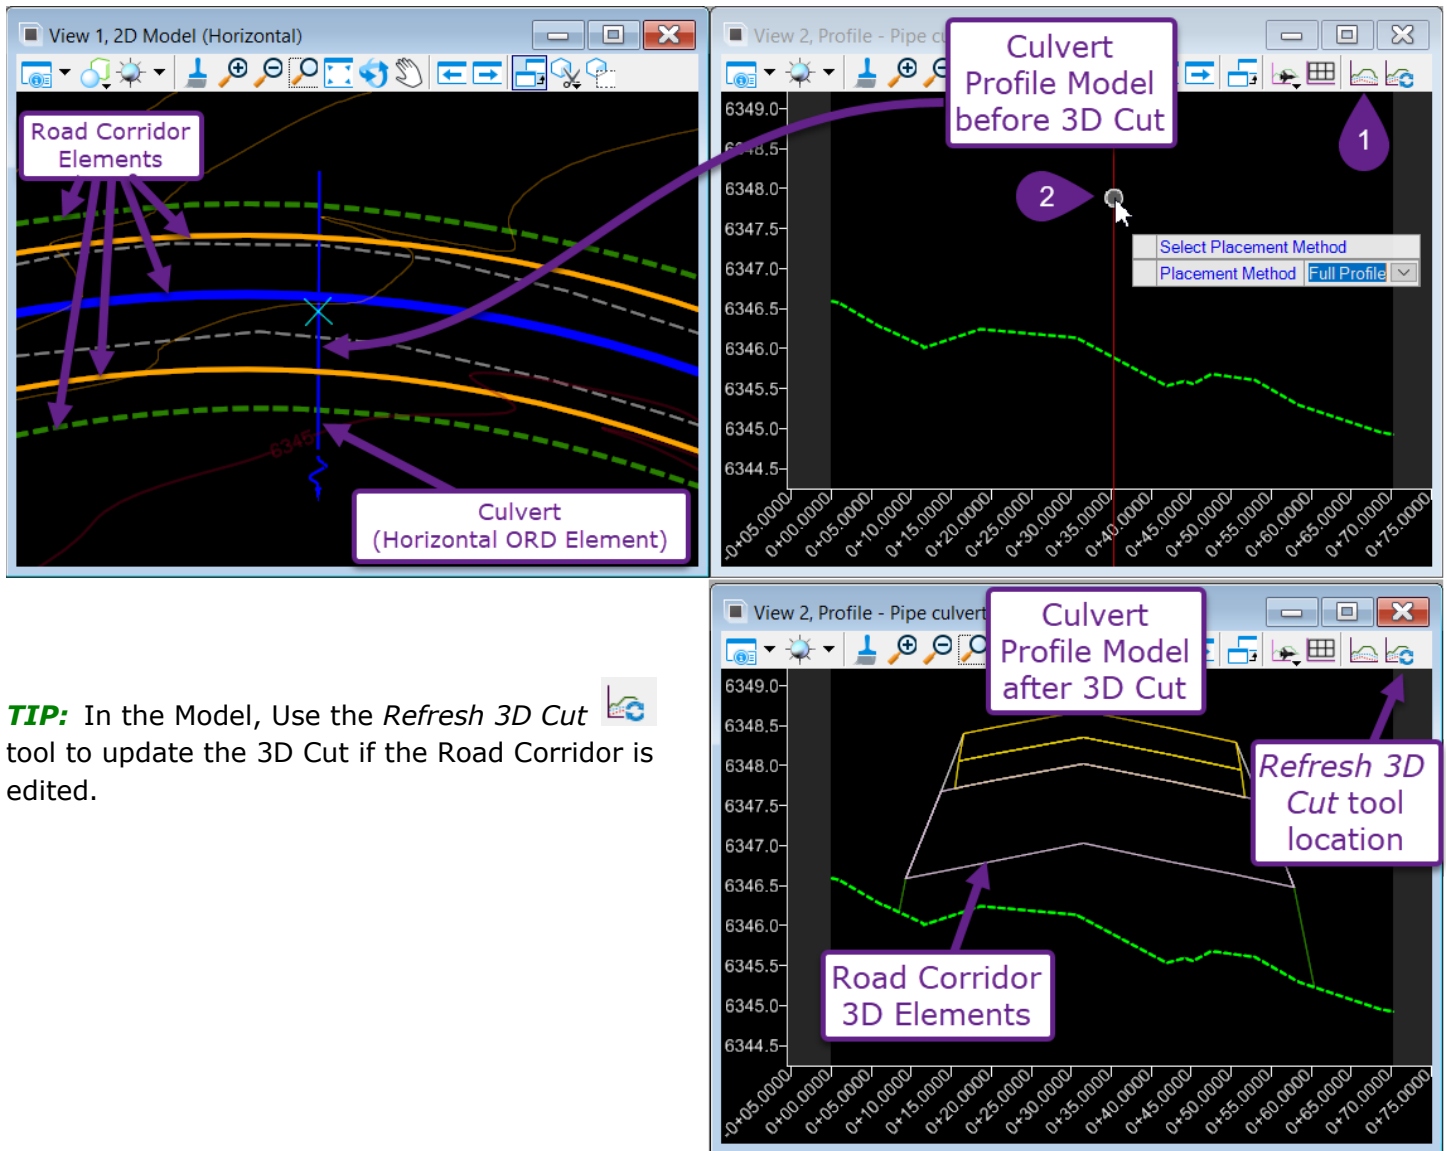 View 1, 2D Model (Horizontal)
Road Corridor
Elements
6345
Culvert
(Horizontal ORD Element)
View 2, Profile - Pipe cu
Culvert
Profile Model
before 3D Cut
1
2
Select Placement Method
Placement Method Full Profile
6349.0
6348.5
6348.0
6347.5
6347.0
6346.5
6346.0
6345.5
6345.0
6344.5
-0+05.0000 0+00.0000 0+05.0000 0+10.0000 0+15.0000 0+20.0000 0+25.0000 0+30.0000 0+35.0000 0+40.0000 0+45.0000 0+50.0000 0+55.0000 0+60.0000 0+65.0000 0+70.0000 0+75.0000
TIP: In the Model, Use the Refresh 3D Cut
tool to update the 3D Cut if the Road Corridor is
edited.
View 2, Profile - Pipe culvert
Culvert
Profile Model
after 3D Cut
Refresh 3D
Cut tool
location
Road Corridor
3D Elements
6349.0
6348.5
6348.0
6347.5
6347.0
6346.5
6346.0
6345.5
6345.0
6344.5
-0+05.0000 0+00.0000 0+05.0000 0+10.0000 0+15.0000 0+20.0000 0+25.0000 0+30.0000 0+35.0000 0+40.0000 0+45.0000 0+50.0000 0+55.0000 0+60.0000 0+65.0000 0+70.0000 0+75.0000